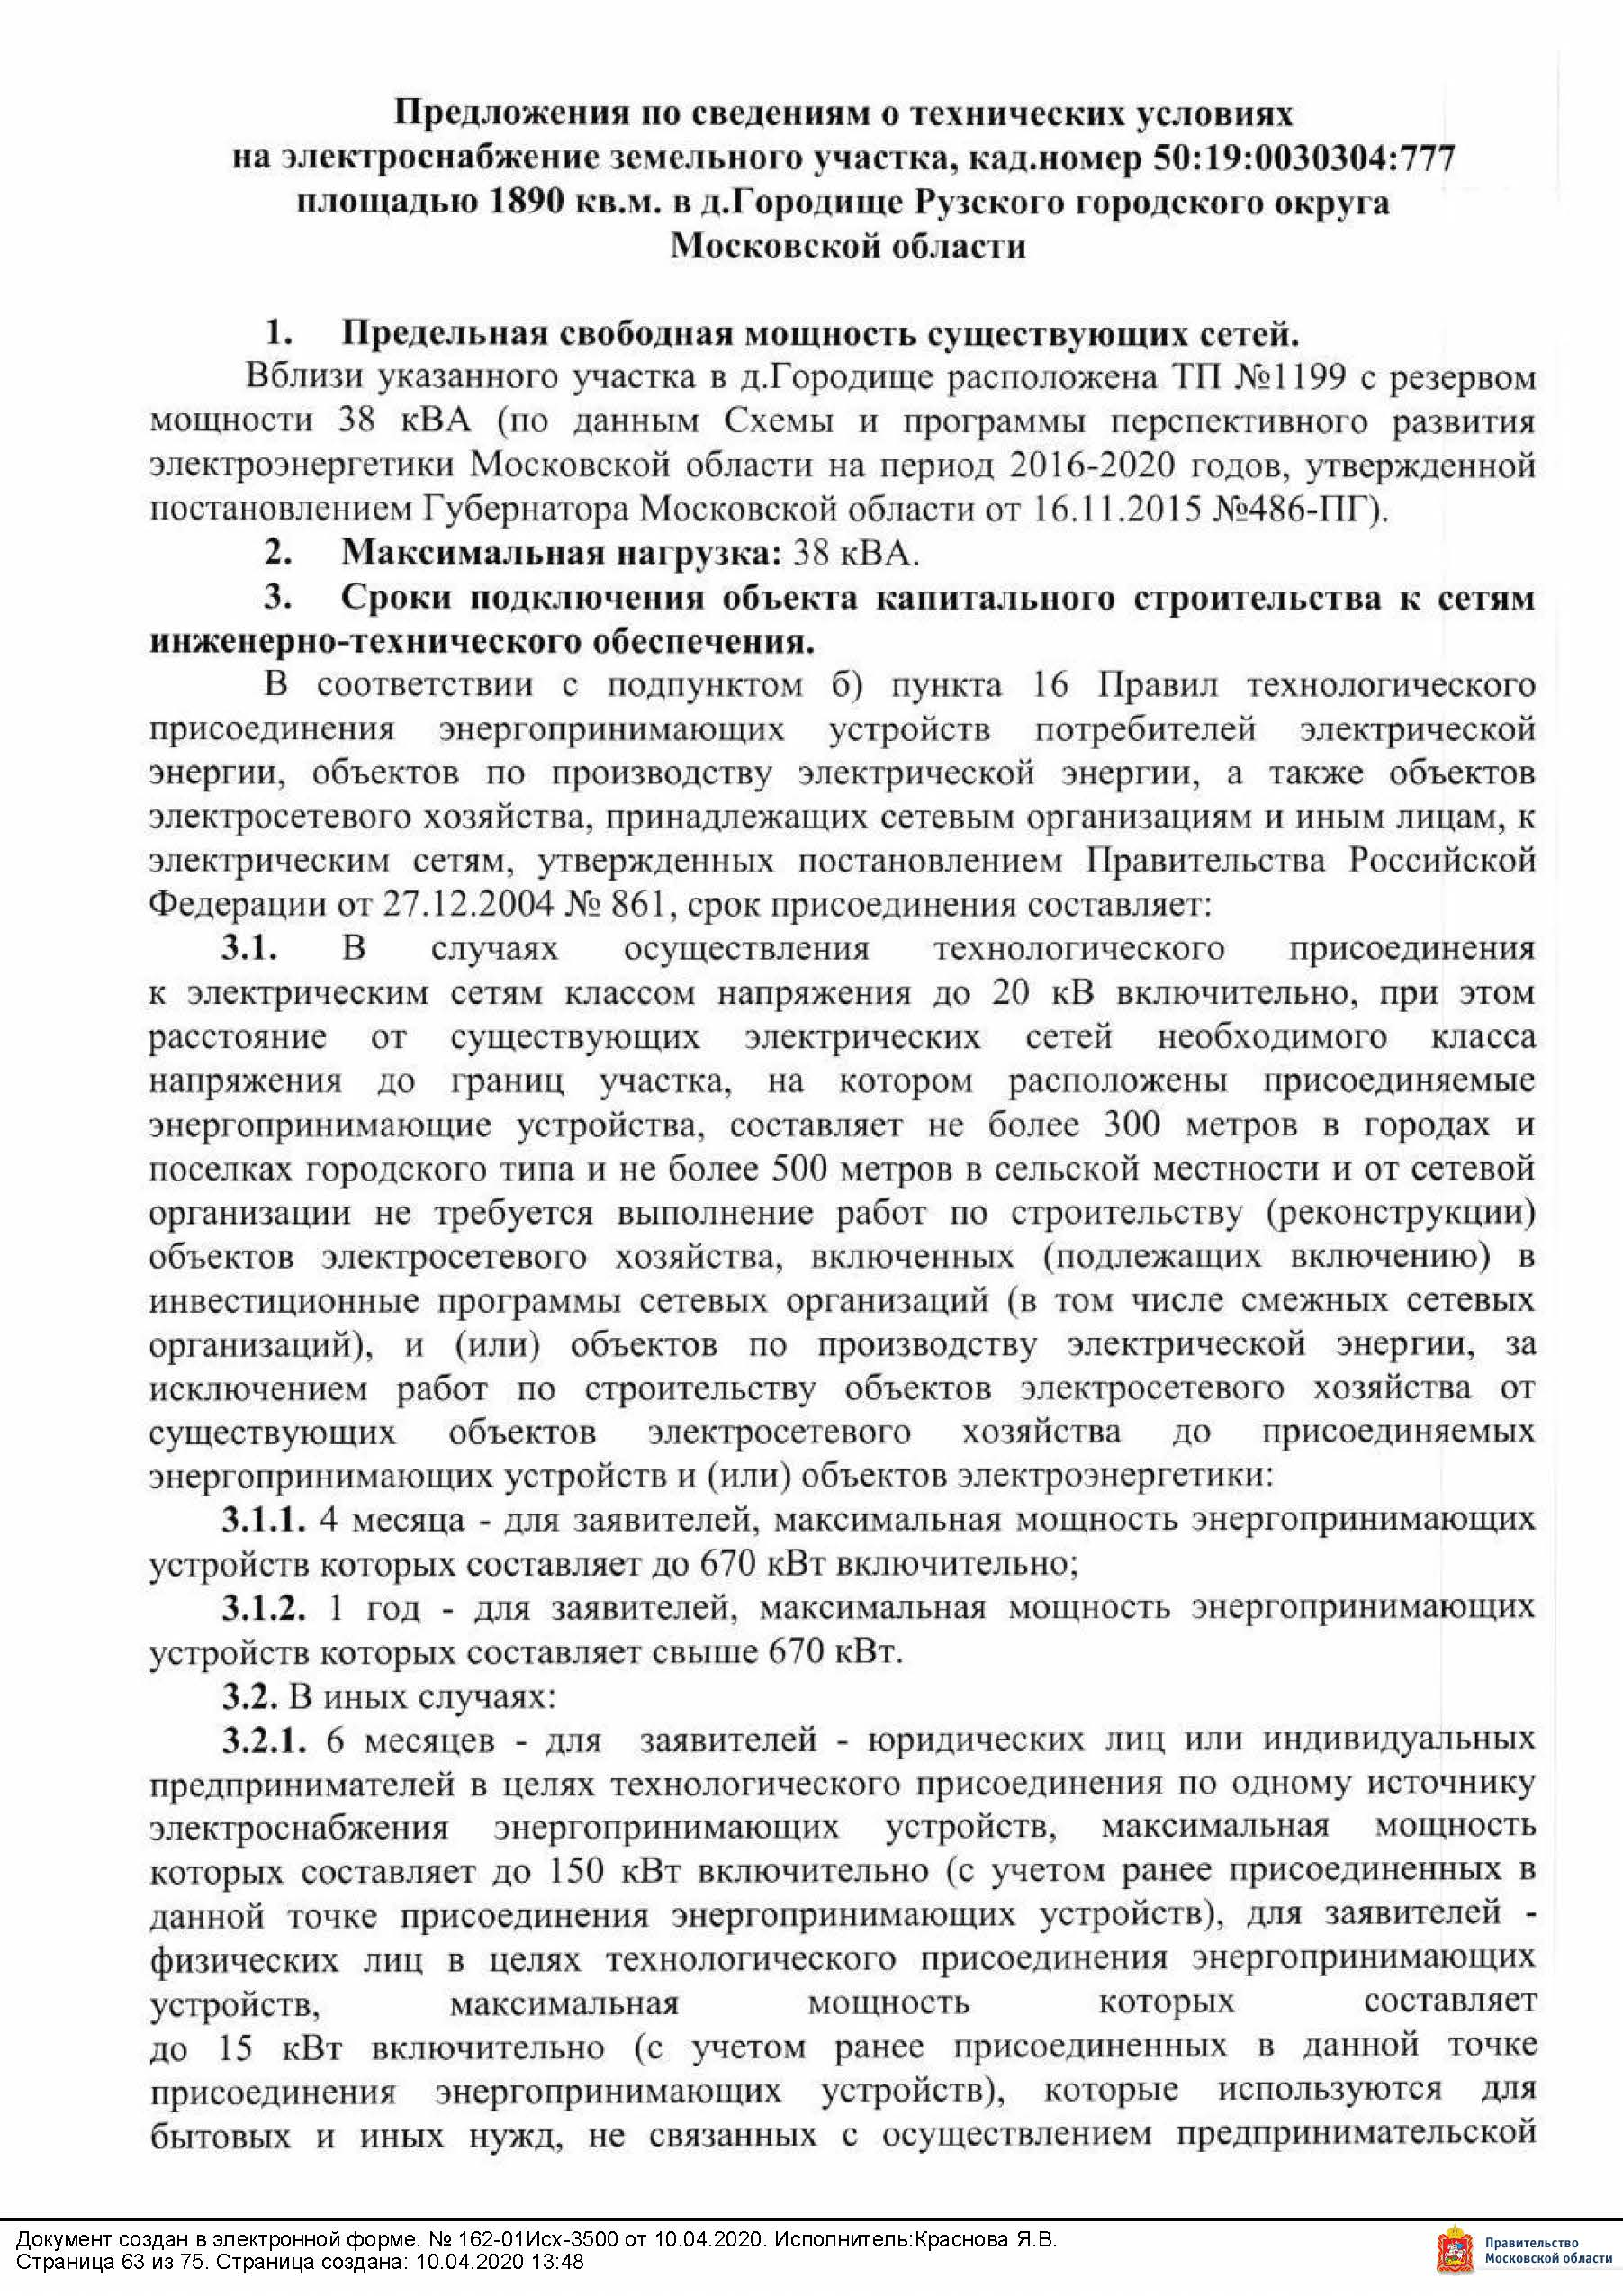 Предложения по сведениям о технических условиях
на электроснабжение земельного участка, кад.номер 50:19:0030304:777
площадью 1890 кв.м. в д.Городище Рузского городского округа
Московской области
1. Предельная свободная мощность существующих сетей.
Вблизи указанного участка в д.Городище расположена ТП №1199 с резервом
мощности 38 кВА (по данным Схемы и программы перспективного развития
электроэнергетики Московской области на период 2016-2020 годов, утвержденной
постановлением Губернатора Московской области от 16.11.2015 №486-ПГ).
2. Максимальная нагрузка: 38 кВА.
3. Сроки подключения объекта капитального строительства к сетям
инженерно-технического обеспечения.
В соответствии с подпунктом б) пункта 16 Правил технологического
присоединения энергопринимающих устройств потребителей электрической
энергии, объектов по производству электрической энергии, а также объектов
электросетевого хозяйства, принадлежащих сетевым организациям и иным лицам, к
электрическим сетям, утвержденных постановлением Правительства Российской
Федерации от 27.12.2004 № 861, срок присоединения составляет:
3.1. В случаях осуществления технологического присоединения
к электрическим сетям классом напряжения до 20 кВ включительно, при этом
расстояние от существующих электрических сетей необходимого класса
напряжения до границ участка, на котором расположены присоединяемые
энергопринимающие устройства, составляет не более 300 метров в городах и
поселках городского типа и не более 500 метров в сельской местности и от сетевой
организации не требуется выполнение работ по строительству (реконструкции)
объектов электросетевого хозяйства, включенных (подлежащих включению) в
инвестиционные программы сетевых организаций (в том числе смежных сетевых
организаций), и (или) объектов по производству электрической энергии, за
исключением работ по строительству объектов электросетевого хозяйства от
существующих объектов электросетевого хозяйства до присоединяемых
энергопринимающих устройств и (или) объектов электроэнергетики:
3.1.1. 4 месяца - для заявителей, максимальная мощность энергопринимающих
устройств которых составляет до 670 кВт включительно;
3.1.2. 1 год - для заявителей, максимальная мощность энергопринимающих
устройств которых составляет свыше 670 кВт.
3.2. В иных случаях:
3.2.1. 6 месяцев - для заявителей - юридических лиц или индивидуальных
предпринимателей в целях технологического присоединения по одному источнику
электроснабжения энергопринимающих устройств, максимальная мощность
которых составляет до 150 кВт включительно (с учетом ранее присоединенных в
данной точке присоединения энергопринимающих устройств), для заявителей -
физических лиц в целях технологического присоединения энергопринимающих
устройств, максимальная мощность которых составляет
до 15 кВт включительно (с учетом ранее присоединенных в данной точке
присоединения энергопринимающих устройств), которые используются для
бытовых и иных нужд, не связанных с осуществлением предпринимательской
Документ создан в электронной форме. № 162-01Исх-3500 от 10.04.2020. Исполнитель:Краснова Я.В.
Страница 63 из 75. Страница создана: 10.04.2020 13:48
Правительство
Московской области